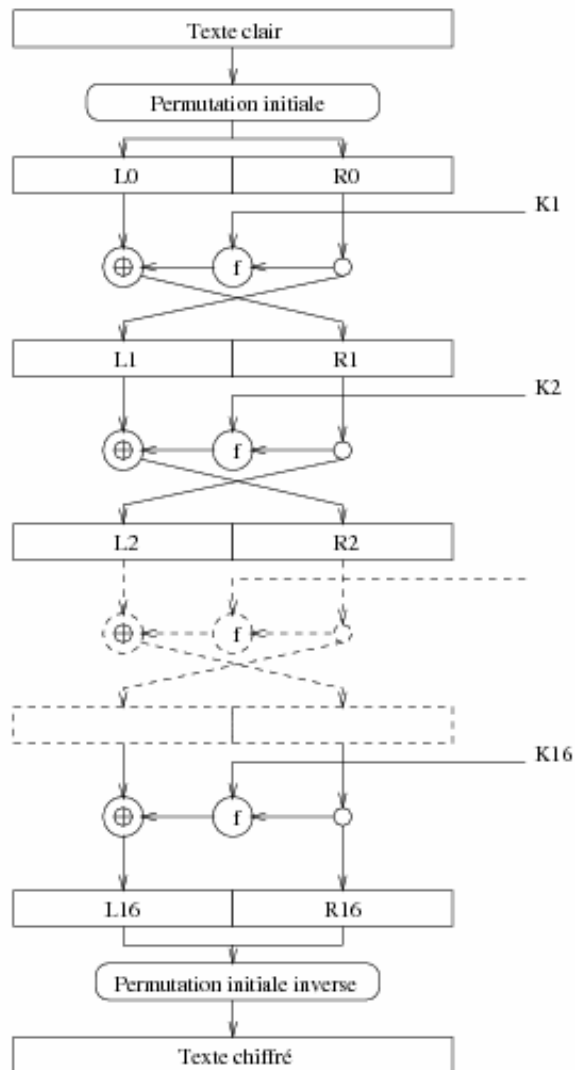 Texte clair
Permutation initiale
L0 R0
K1
⊕ f
L1 R1
K2
⊕ f
L2 R2
⊕ f
K16
⊕ f
L16 R16
Permutation initiale inverse
Texte chiffré